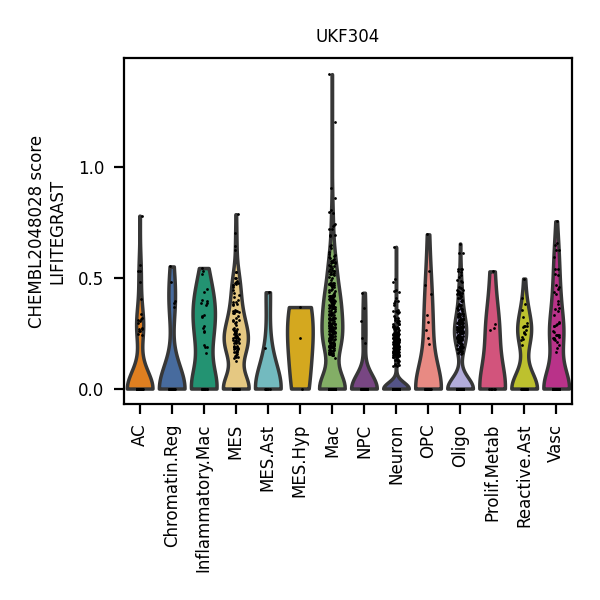 UKF304
CHEMBL2048028 score
LIFITEGRAST
1.0
0.5
0.0
AC
Chromatin.Reg
Inflammatory.Mac
MES
MES.Ast
MES.Hyp
Mac
NPC
Neuron
OPC
Oligo
Prolif.Metab
Reactive.Ast
Vasc